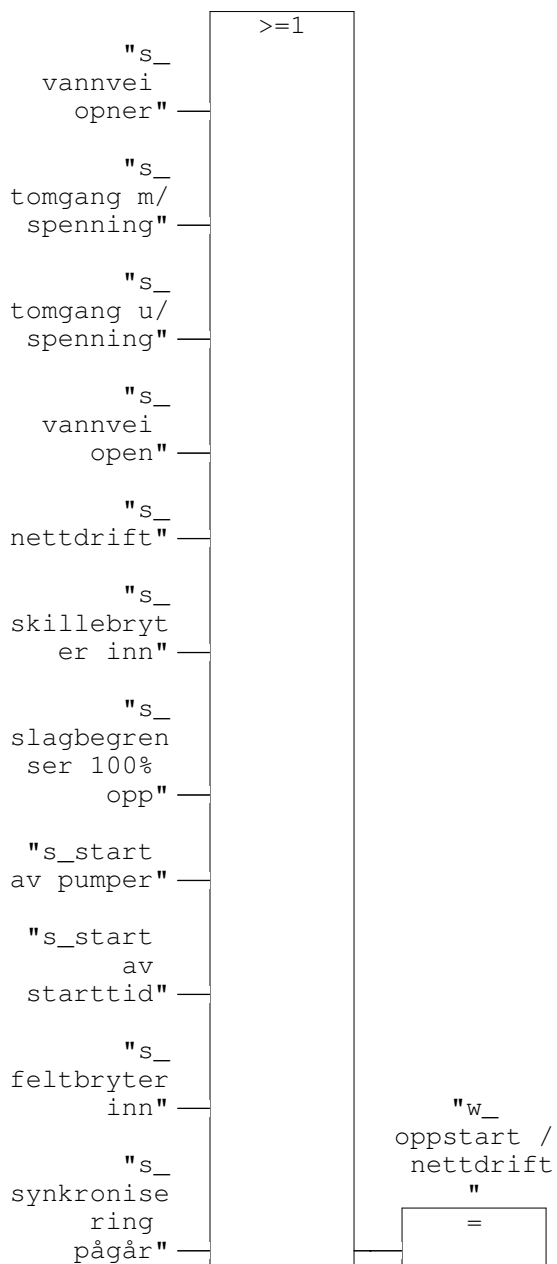 >=1
"s_
vannvei
opner"
"s_
tomgang m/
spenning"
"s_
tomgang u/
spenning"
"s_
vannvei
open"
"s_
nettdrift"
"s_
skillebryt
er inn"
"s_
slagbegren
ser 100%
opp"
"s_start
av pumper"
"s_start
av
starttid"
"s_
feltbryter
inn"
"s_
synkronise
ring
pågår"
"w_
oppstart /
nettdrift
"
=